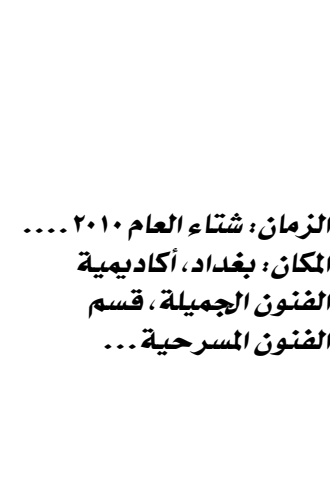 الزمان: شتاء العام ٢٠١٠ ....
المكان: بغداد، أكاديمية
الفنون الجميلة، قسم
الفنون المسرحية...